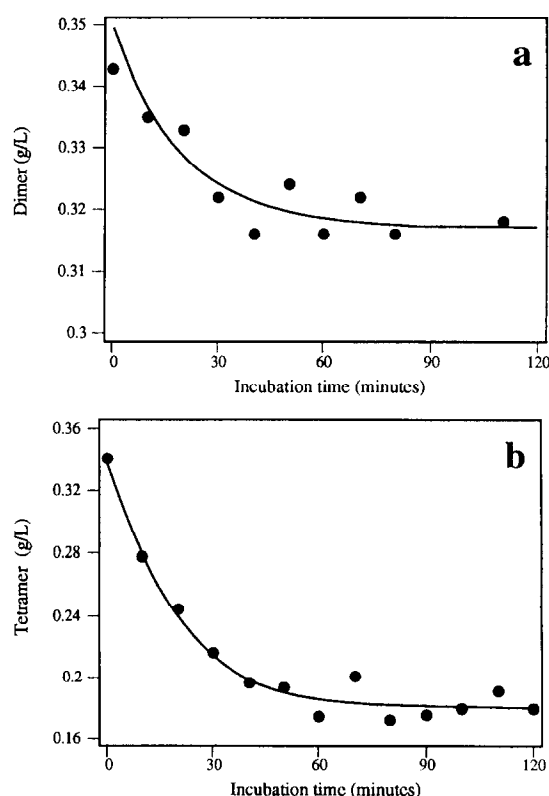 a
0.35
0.34
0.33
0.32
0.31
0.3
Dimer (g/L)
0 30 60 90 120
Incubation time (minutes)
b
0.36
0.32
0.28
0.24
0.2
0.16
Tetramer (g/L)
0 30 60 90 120
Incubation time (minutes)